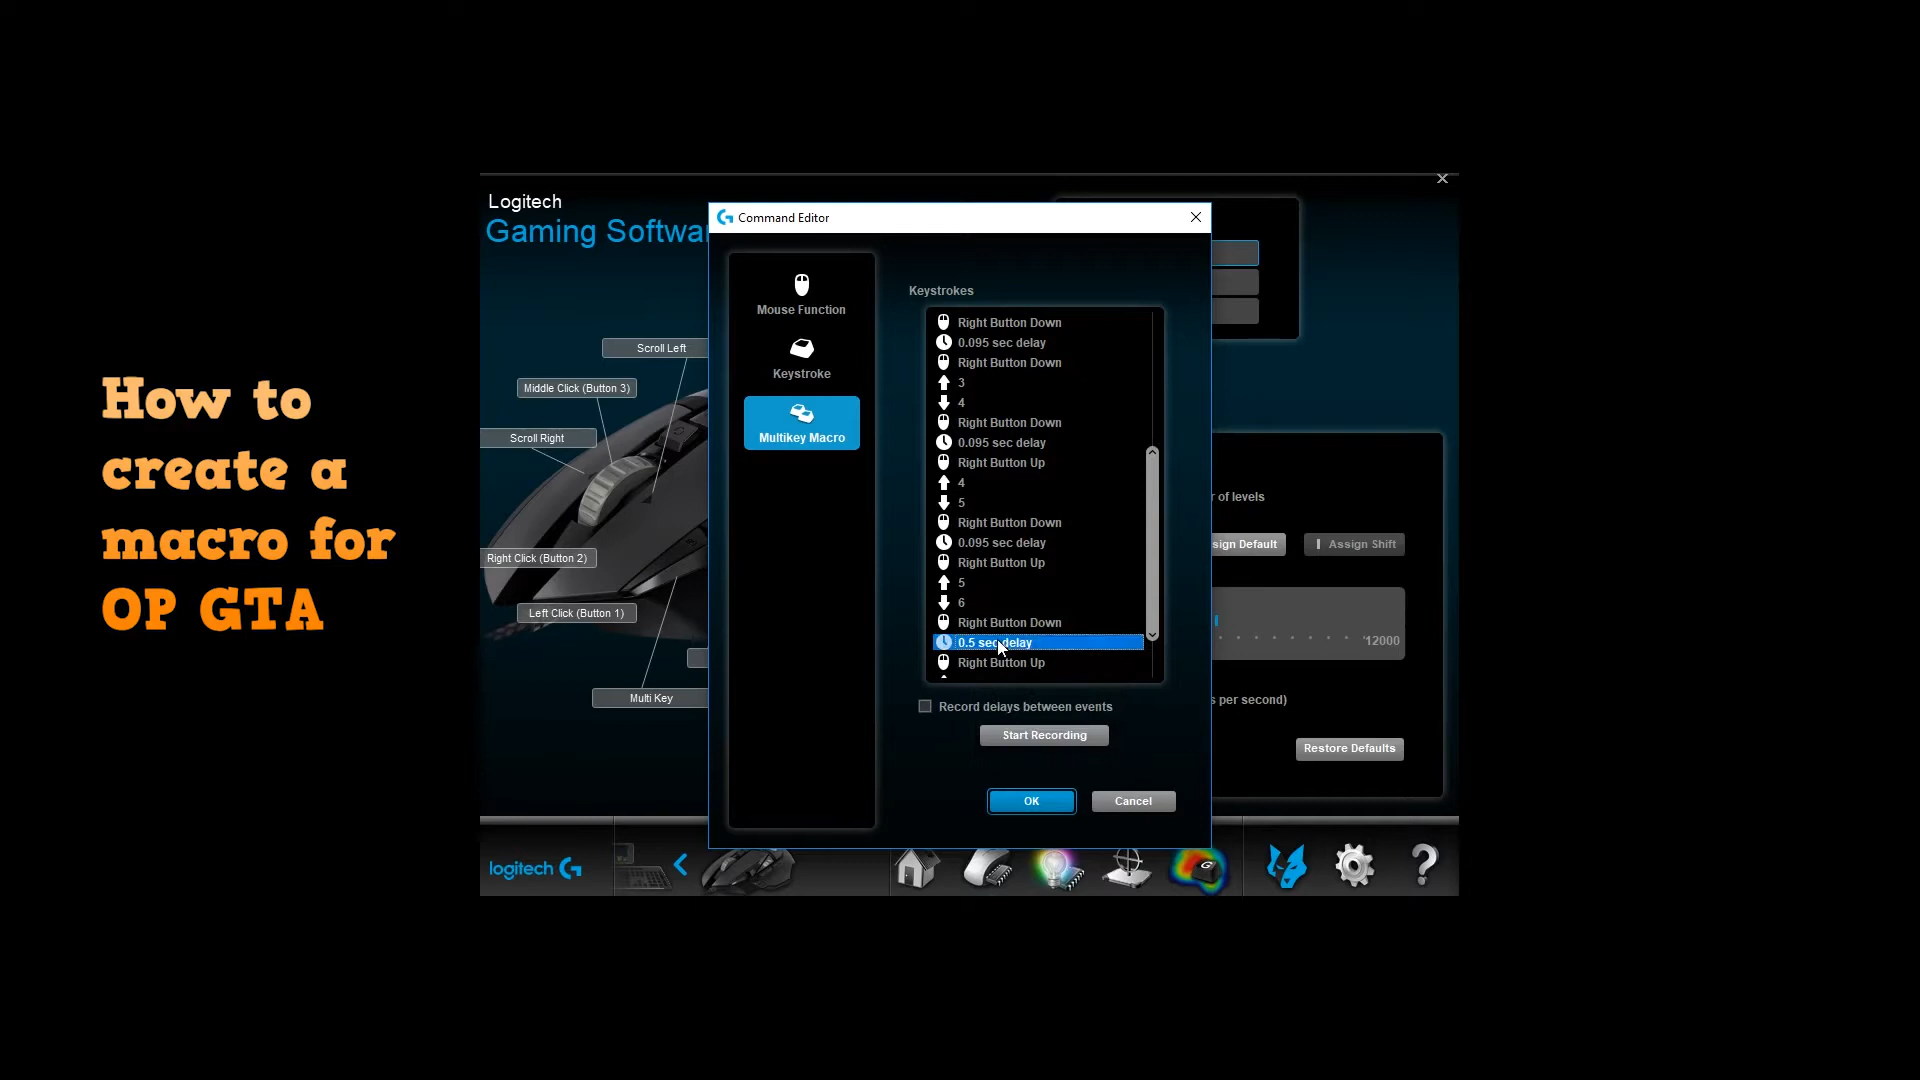 How to
create a
macro for
OP GTA
Logitech
Gaming Softwar
Scroll Left
Middle Click (Button 3)
Scroll Right
Right Click (Button 2)
Left Click (Button 1)
Multi Key
Command Editor
Mouse Function
Keystroke
Multikey Macro
Keystrokes
Right Button Down
0.095 sec delay
Right Button Down
3
4
Right Button Down
0.095 sec delay
Right Button Up
4
5
Right Button Down
0.095 sec delay
Right Button Up
5
6
Right Button Down
0.5 sec delay
Right Button Up
Record delays between events
Start Recording
OK
Cancel
r of levels
sign Default
Assign Shift
12000
s per second)
Restore Defaults
logitech